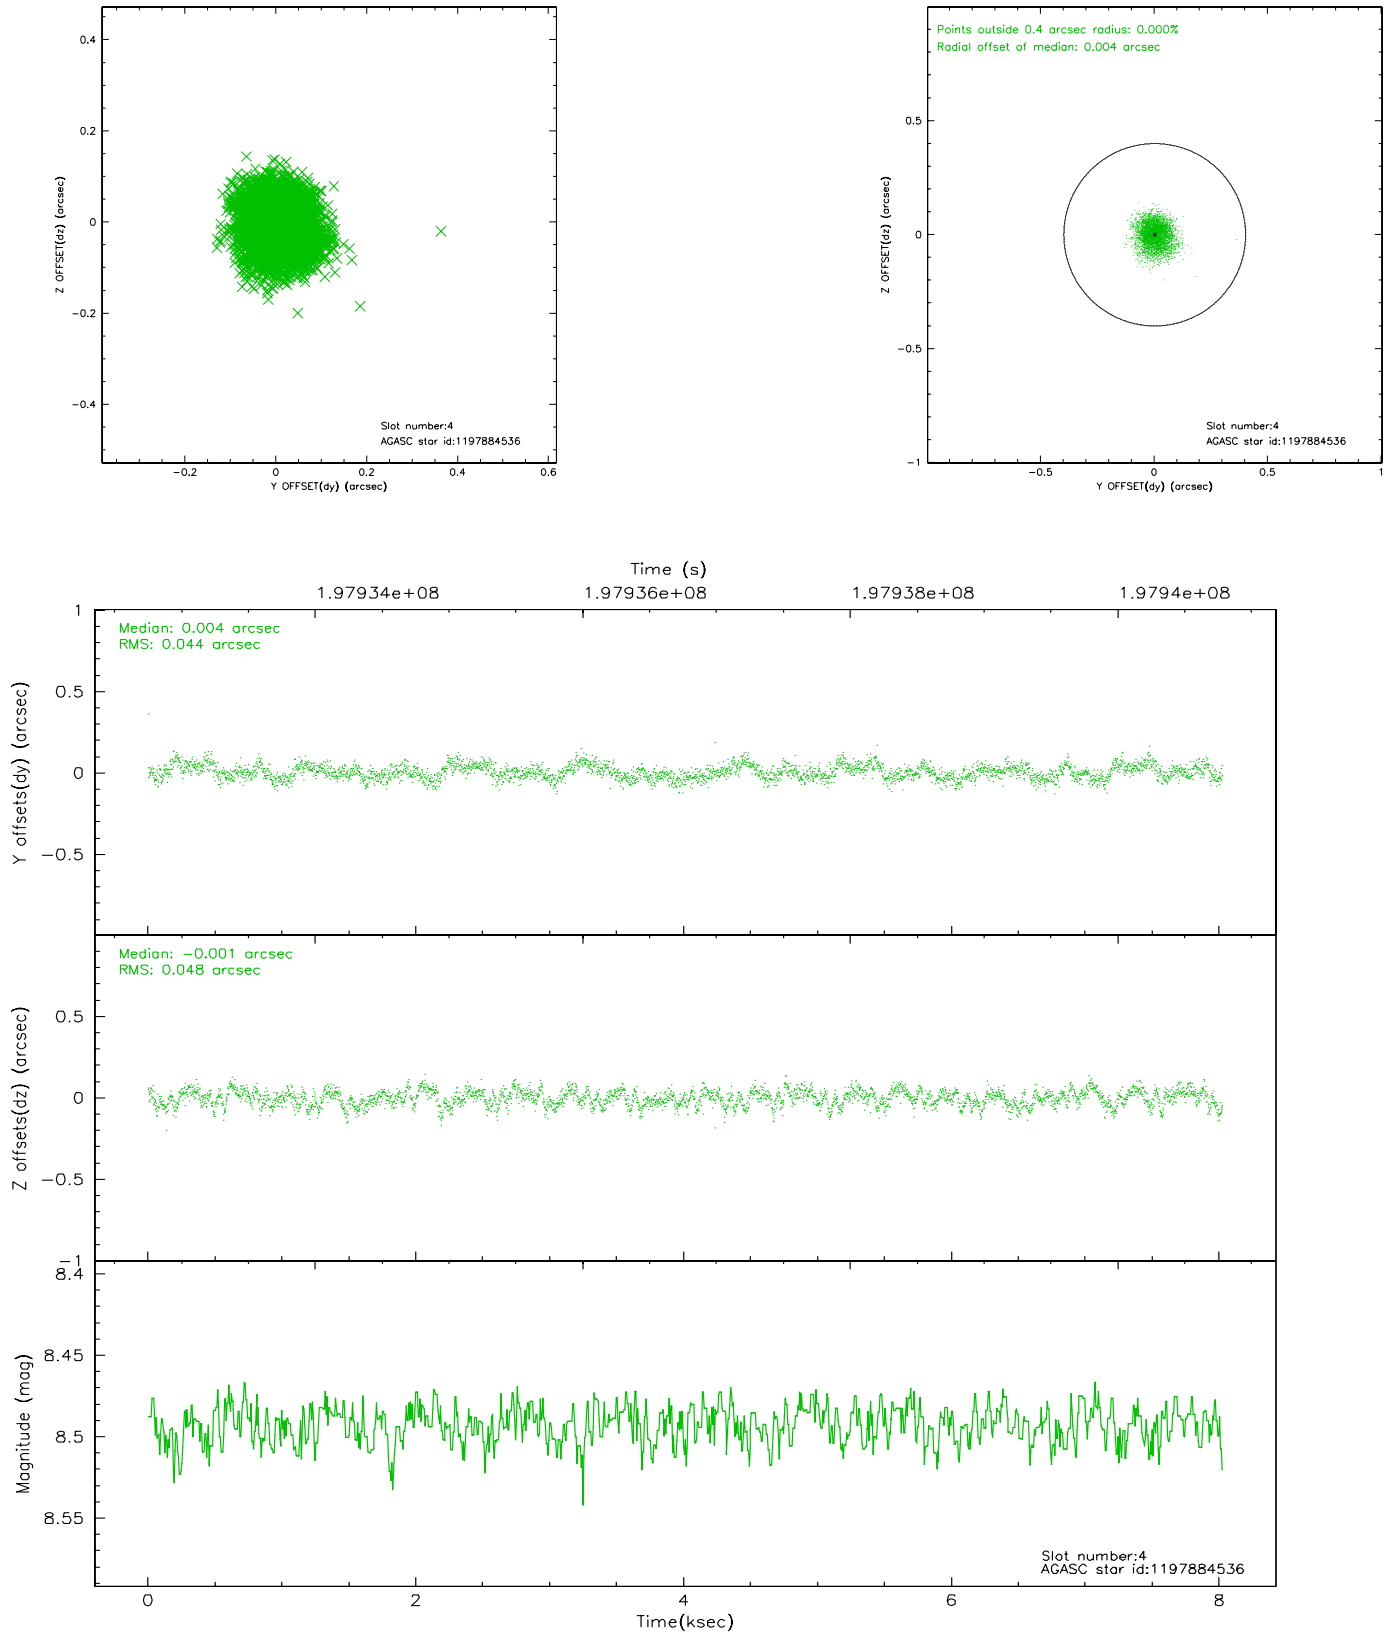 0.4
0.2
0
−0.2
−0.4
Z OFFSET(dz) (arcsec)
Slot number:4
AGASC star id:1197884536
−0.2 0 0.2 0.4 0.6
Y OFFSET(dy) (arcsec)
Points outside 0.4 arcsec radius: 0.000%
Radial offset of median: 0.004 arcsec
0.5
0
−0.5
−1
Z OFFSET(dz) (arcsec)
Slot number:4
AGASC star id:1197884536
−0.5 0 0.5 1
Y OFFSET(dy) (arcsec)
Time (s)
1.97934e+08 1.97936e+08 1.97938e+08 1.9794e+08
1
0.5
0
−0.5
Y offsets(dy) (arcsec)
Median: 0.004 arcsec
RMS: 0.044 arcsec
0.5
0
−0.5
−1
Z offsets(dz) (arcsec)
Median: −0.001 arcsec
RMS: 0.048 arcsec
8.4
8.45
8.5
8.55
Magnitude (mag)
Slot number:4
AGASC star id:1197884536
0 2 4 6 8
Time(ksec)